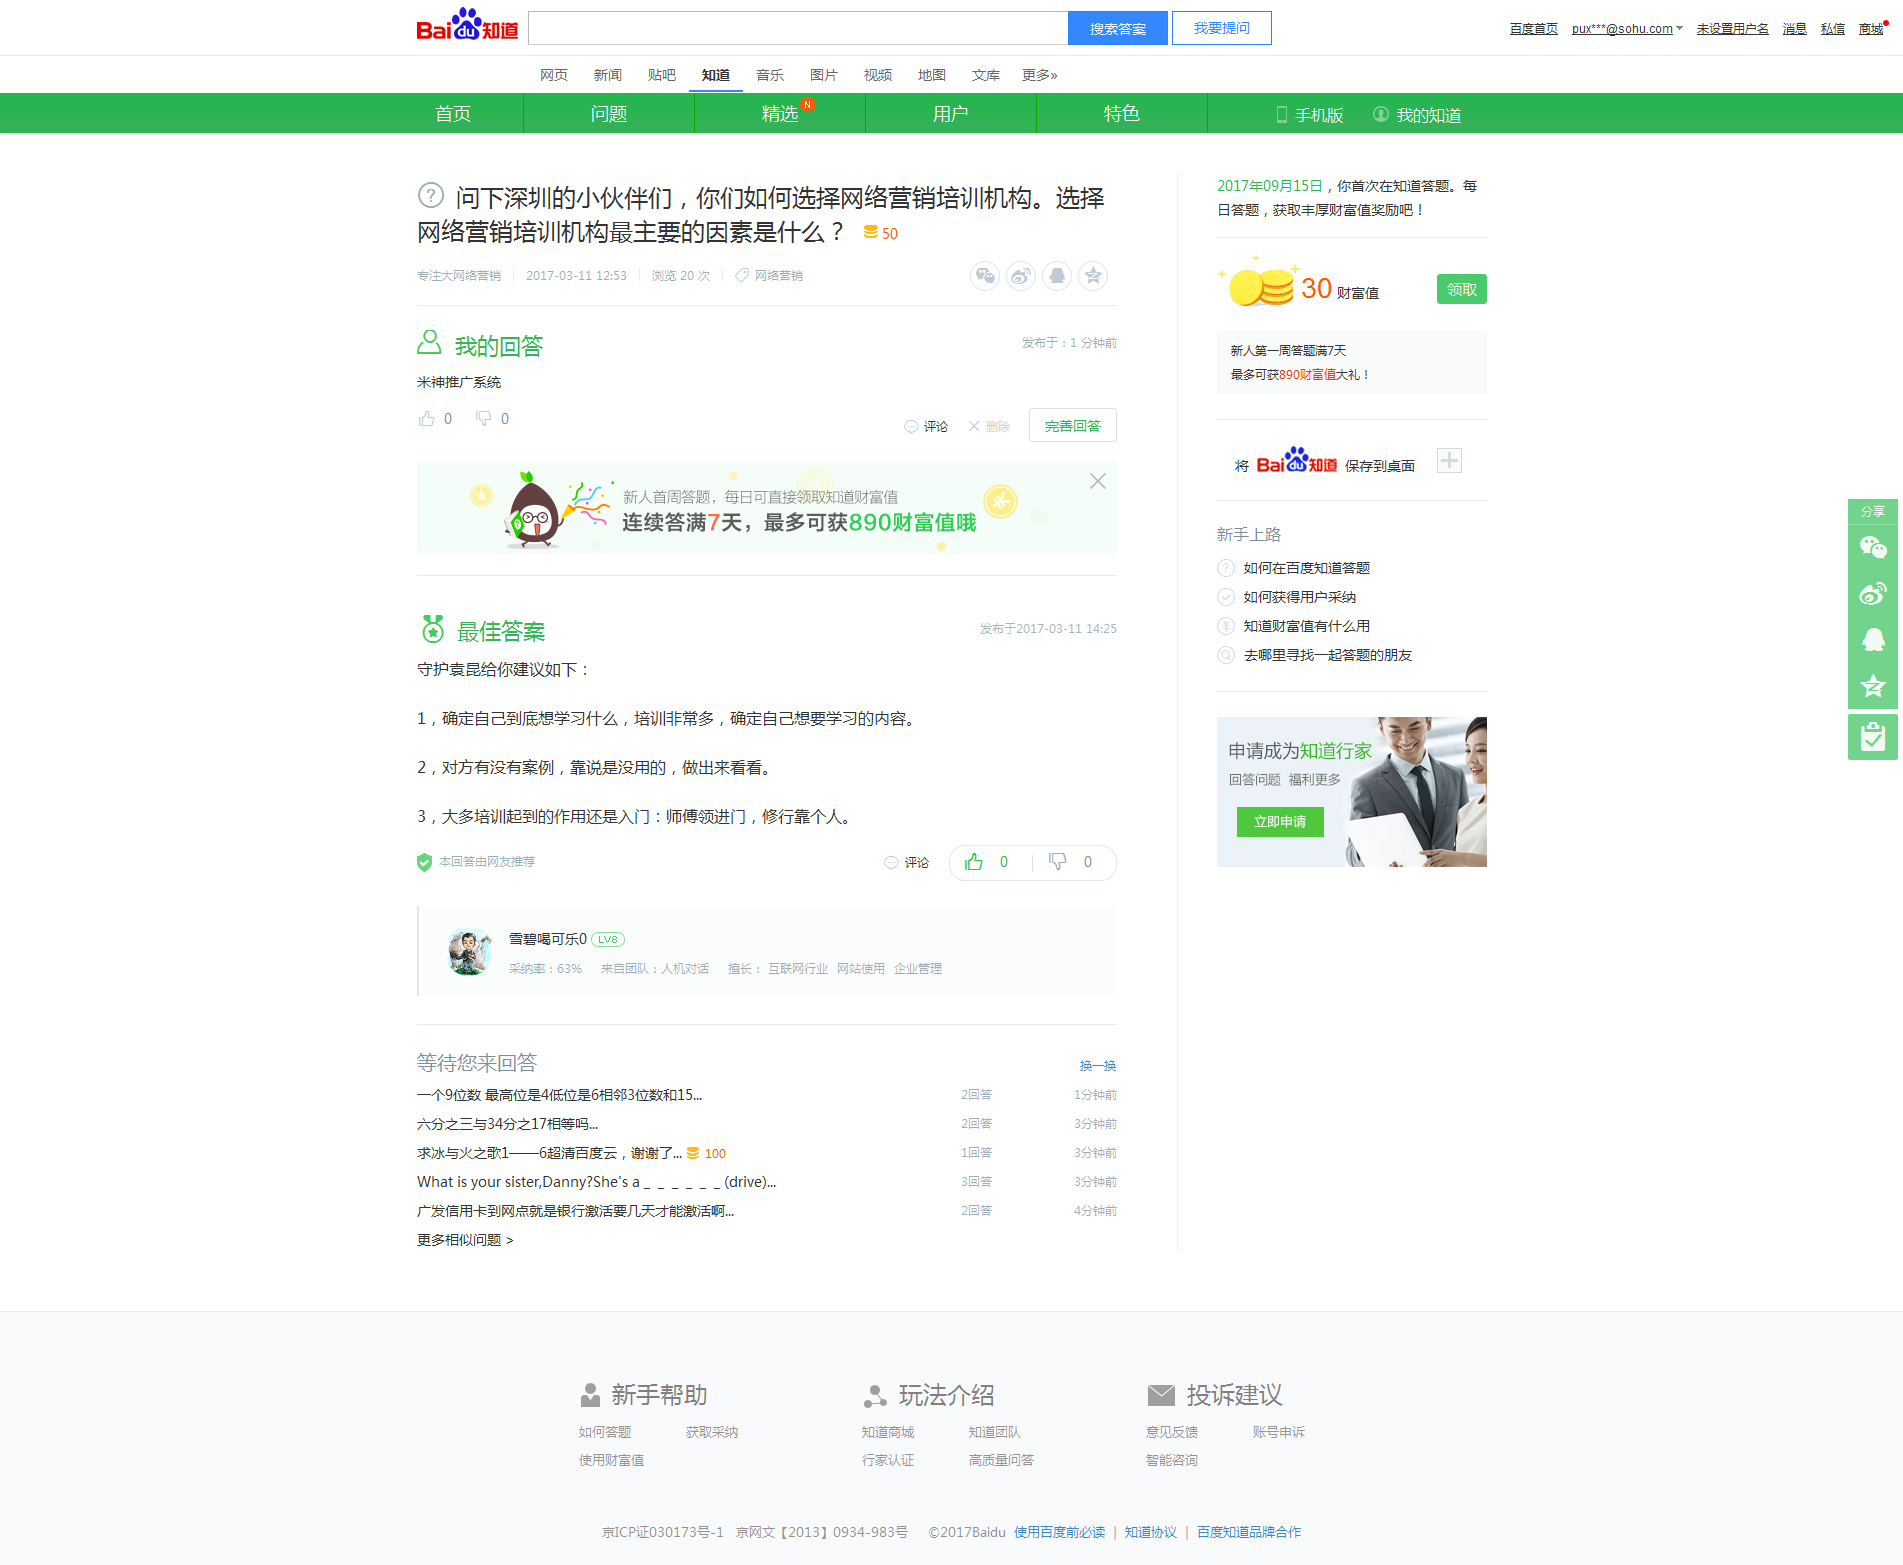 Baidu知道
搜索答案 我要提问
百度首页 pux***@sohu.com 未设置用户名 消息 私信 商城
网页 新闻 贴吧 知道 音乐 图片 视频 地图 文库 更多»
首页 问题 精选 N 用户 特色 手机版 我的知道
问下深圳的小伙伴们，你们如何选择网络营销培训机构。选择
网络营销培训机构最主要的因素是什么？ 50
专注大网络营销 2017-03-11 12:53 浏览 20 次 网络营销
我的回答 发布于：1 分钟前
米神推广系统
0 0 评论 删除 完善回答
新人首周答题，每日可直接领取知道财富值
连续答满7天，最多可获890财富值哦
最佳答案 发布于2017-03-11 14:25
守护袁昆给你建议如下：
1，确定自己到底想学习什么，培训非常多，确定自己想要学习的内容。
2，对方有没有案例，靠说是没用的，做出来看看。
3，大多培训起到的作用还是入门：师傅领进门，修行靠个人。
本回答由网友推荐 评论 0 0
雪碧喝可乐0 LV8
采纳率：63% 来自团队：人机对话 擅长： 互联网行业 网站使用 企业管理
等待您来回答 换一换
一个9位数 最高位是4低位是6相邻3位数和15... 2回答 1分钟前
六分之三与34分之17相等吗... 2回答 3分钟前
求冰与火之歌1——6超清百度云，谢谢了... 100 1回答 3分钟前
What is your sister,Danny?She's a _ _ _ _ _ _ (drive)... 3回答 3分钟前
广发信用卡到网点就是银行激活要几天才能激活啊... 2回答 4分钟前
更多相似问题 >
2017年09月15日，你首次在知道答题。每
日答题，获取丰厚财富值奖励吧！
30 财富值 领取
新人第一周答题满7天
最多可获890财富值大礼！
将 Baidu知道 保存到桌面
新手上路
如何在百度知道答题
如何获得用户采纳
知道财富值有什么用
去哪里寻找一起答题的朋友
申请成为知道行家
回答问题 福利更多
立即申请
分享
新手帮助 玩法介绍 投诉建议
如何答题 获取采纳 知道商城 知道团队 意见反馈 账号申诉
使用财富值 行家认证 高质量问答 智能咨询
京ICP证030173号-1 京网文【2013】0934-983号 ©2017Baidu 使用百度前必读 | 知道协议 | 百度知道品牌合作